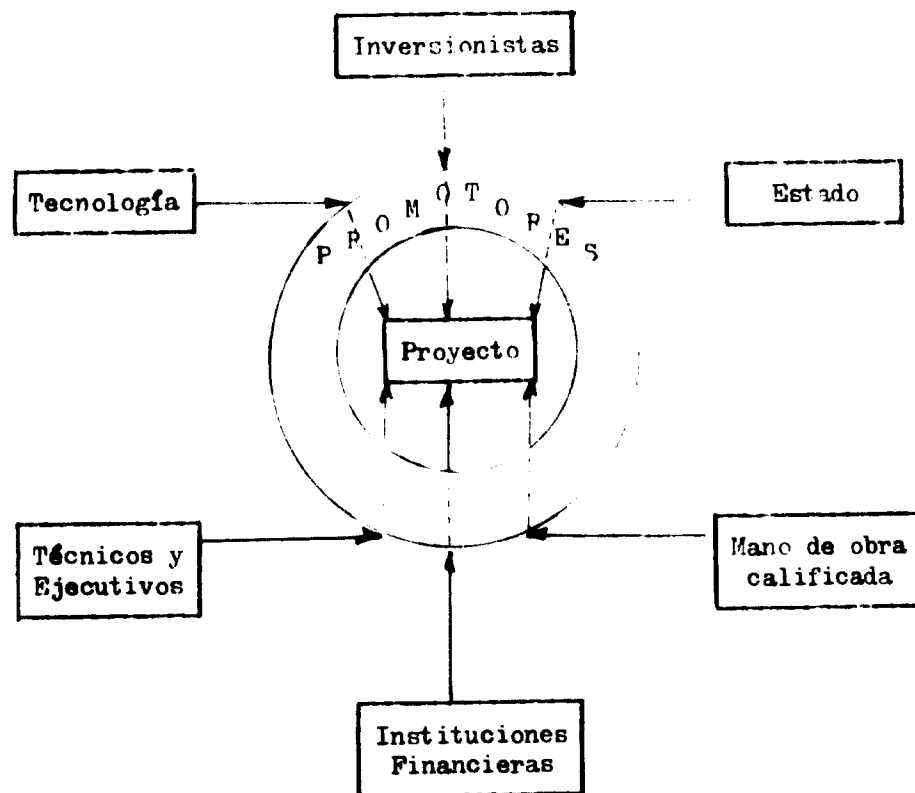 Inversionistas
Tecnología
Estado
PROMOTORES
Proyecto
Técnicos y
Ejecutivos
Mano de obra
calificada
Instituciones
Financieras